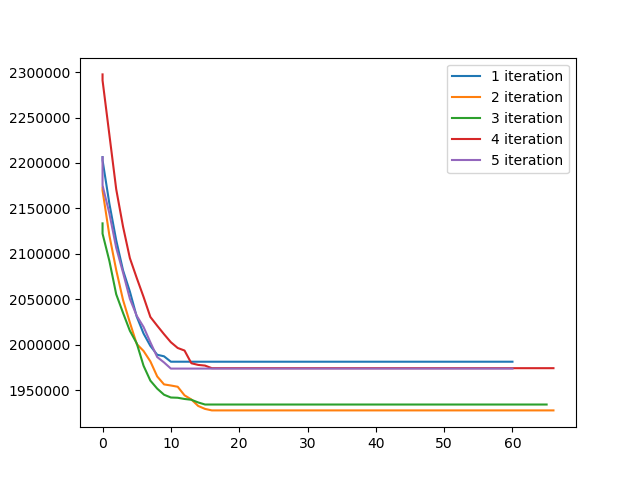 2300000
2250000
2200000
2150000
2100000
2050000
2000000
1950000
0 10 20 30 40 50 60
1 iteration
2 iteration
3 iteration
4 iteration
5 iteration